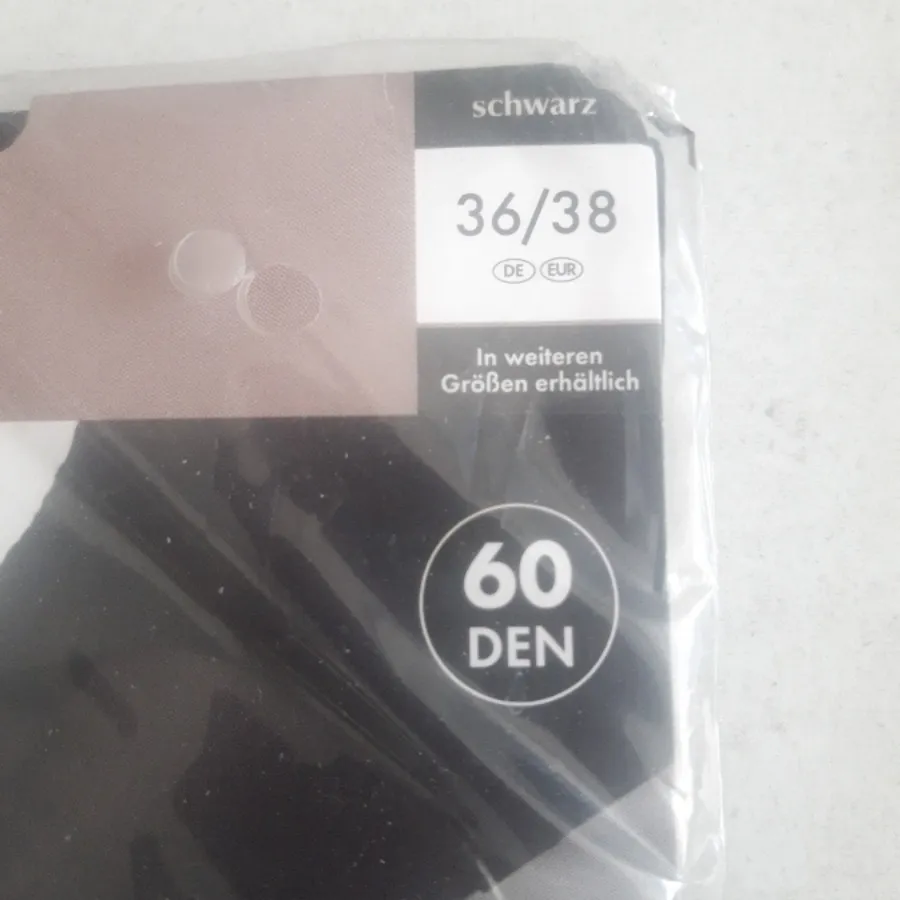 schwarz
36/38
DE EUR
In weiteren
Größen erhältlich
60
DEN